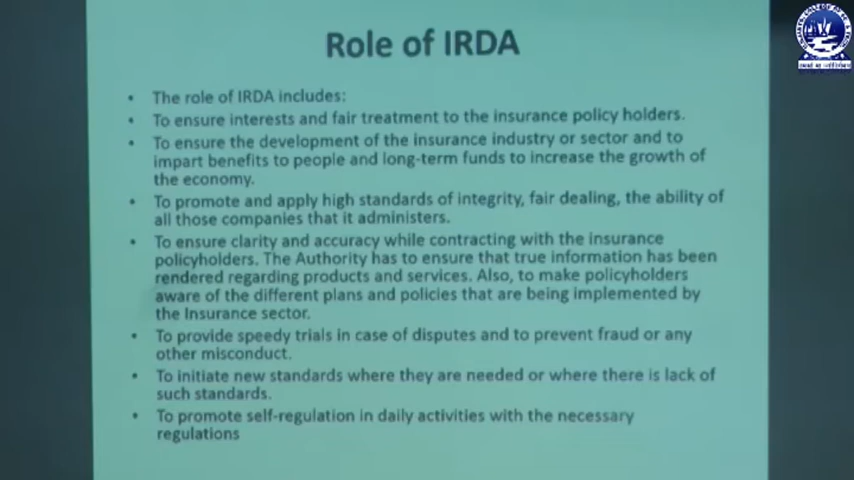 Role of IRDA
• The role of IRDA includes:
• To ensure interests and fair treatment to the insurance policy holders.
• To ensure the development of the insurance industry or sector and to
impart benefits to people and long-term funds to increase the growth of
the economy.
• To promote and apply high standards of integrity, fair dealing, the ability of
all those companies that it administers.
• To ensure clarity and accuracy while contracting with the insurance
policyholders. The Authority has to ensure that true information has been
rendered regarding products and services. Also, to make policyholders
aware of the different plans and policies that are being implemented by
the Insurance sector.
• To provide speedy trials in case of disputes and to prevent fraud or any
other misconduct.
• To initiate new standards where they are needed or where there is lack of
such standards.
• To promote self-regulation in daily activities with the necessary
regulations